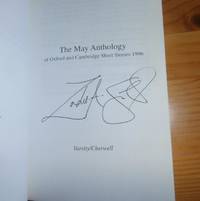 The May Anthology
of Oxford and Cambridge Short Stories 1996
Varsity/Cherwell